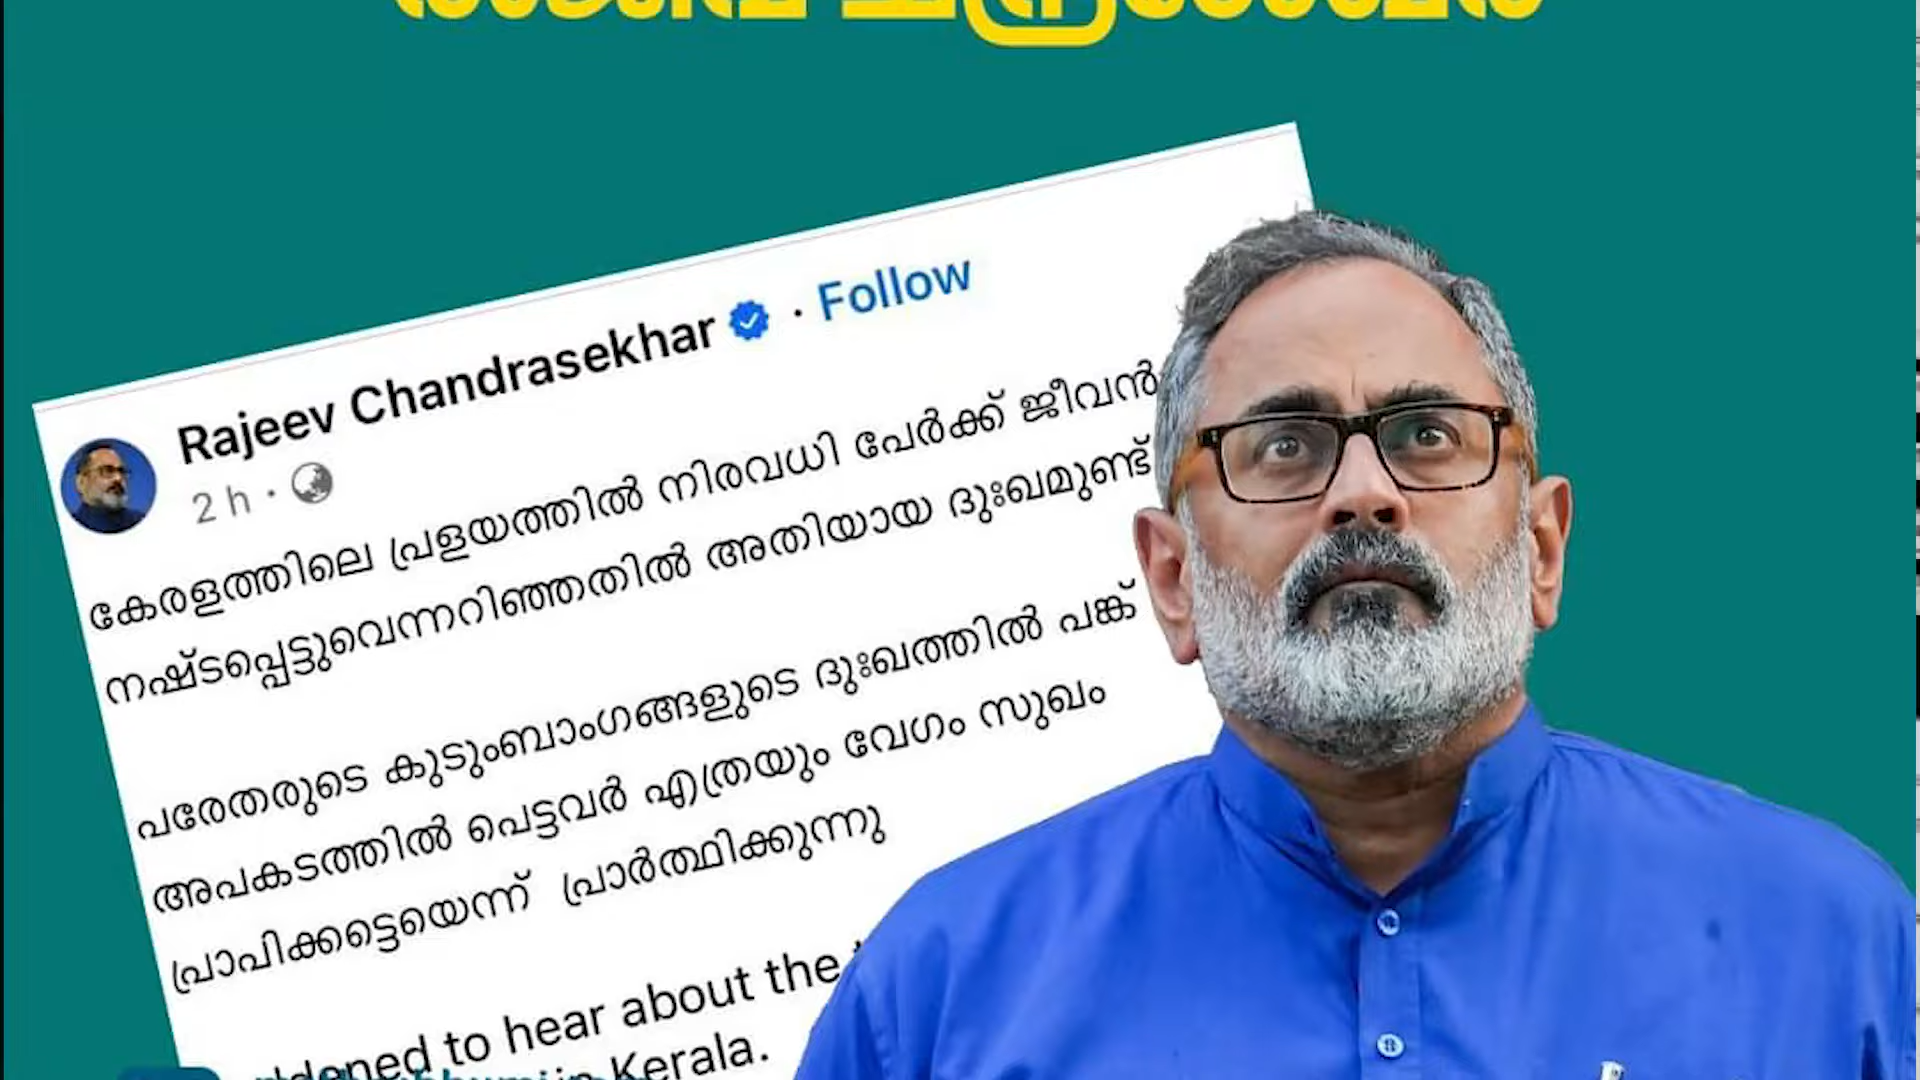 Rajeev Chandrasekhar · Follow
2 h ·
കേരളത്തിലെ പ്രളയത്തിൽ നിരവധി പേർക്ക് ജീവൻ
നഷ്ടപ്പെട്ടുവെന്നറിഞ്ഞതിൽ അതിയായ ദുഃഖമുണ്ട്
പരേതരുടെ കുടുംബാംഗങ്ങളുടെ ദുഃഖത്തിൽ പങ്ക്
അപകടത്തിൽ പെട്ടവർ എത്രയും വേഗം സുഖം
പ്രാപിക്കട്ടെയെന്ന് പ്രാർത്ഥിക്കുന്നു
to hear about the
in Kerala.